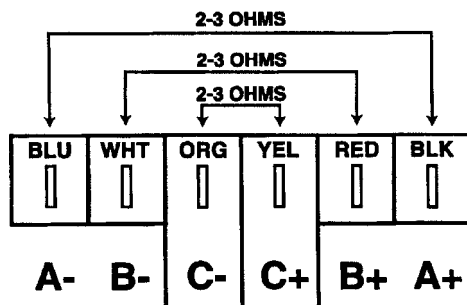 2-3 OHMS
2-3 OHMS
2-3 OHMS
BLU WHT ORG YEL RED BLK
A- B- C- C+ B+ A+